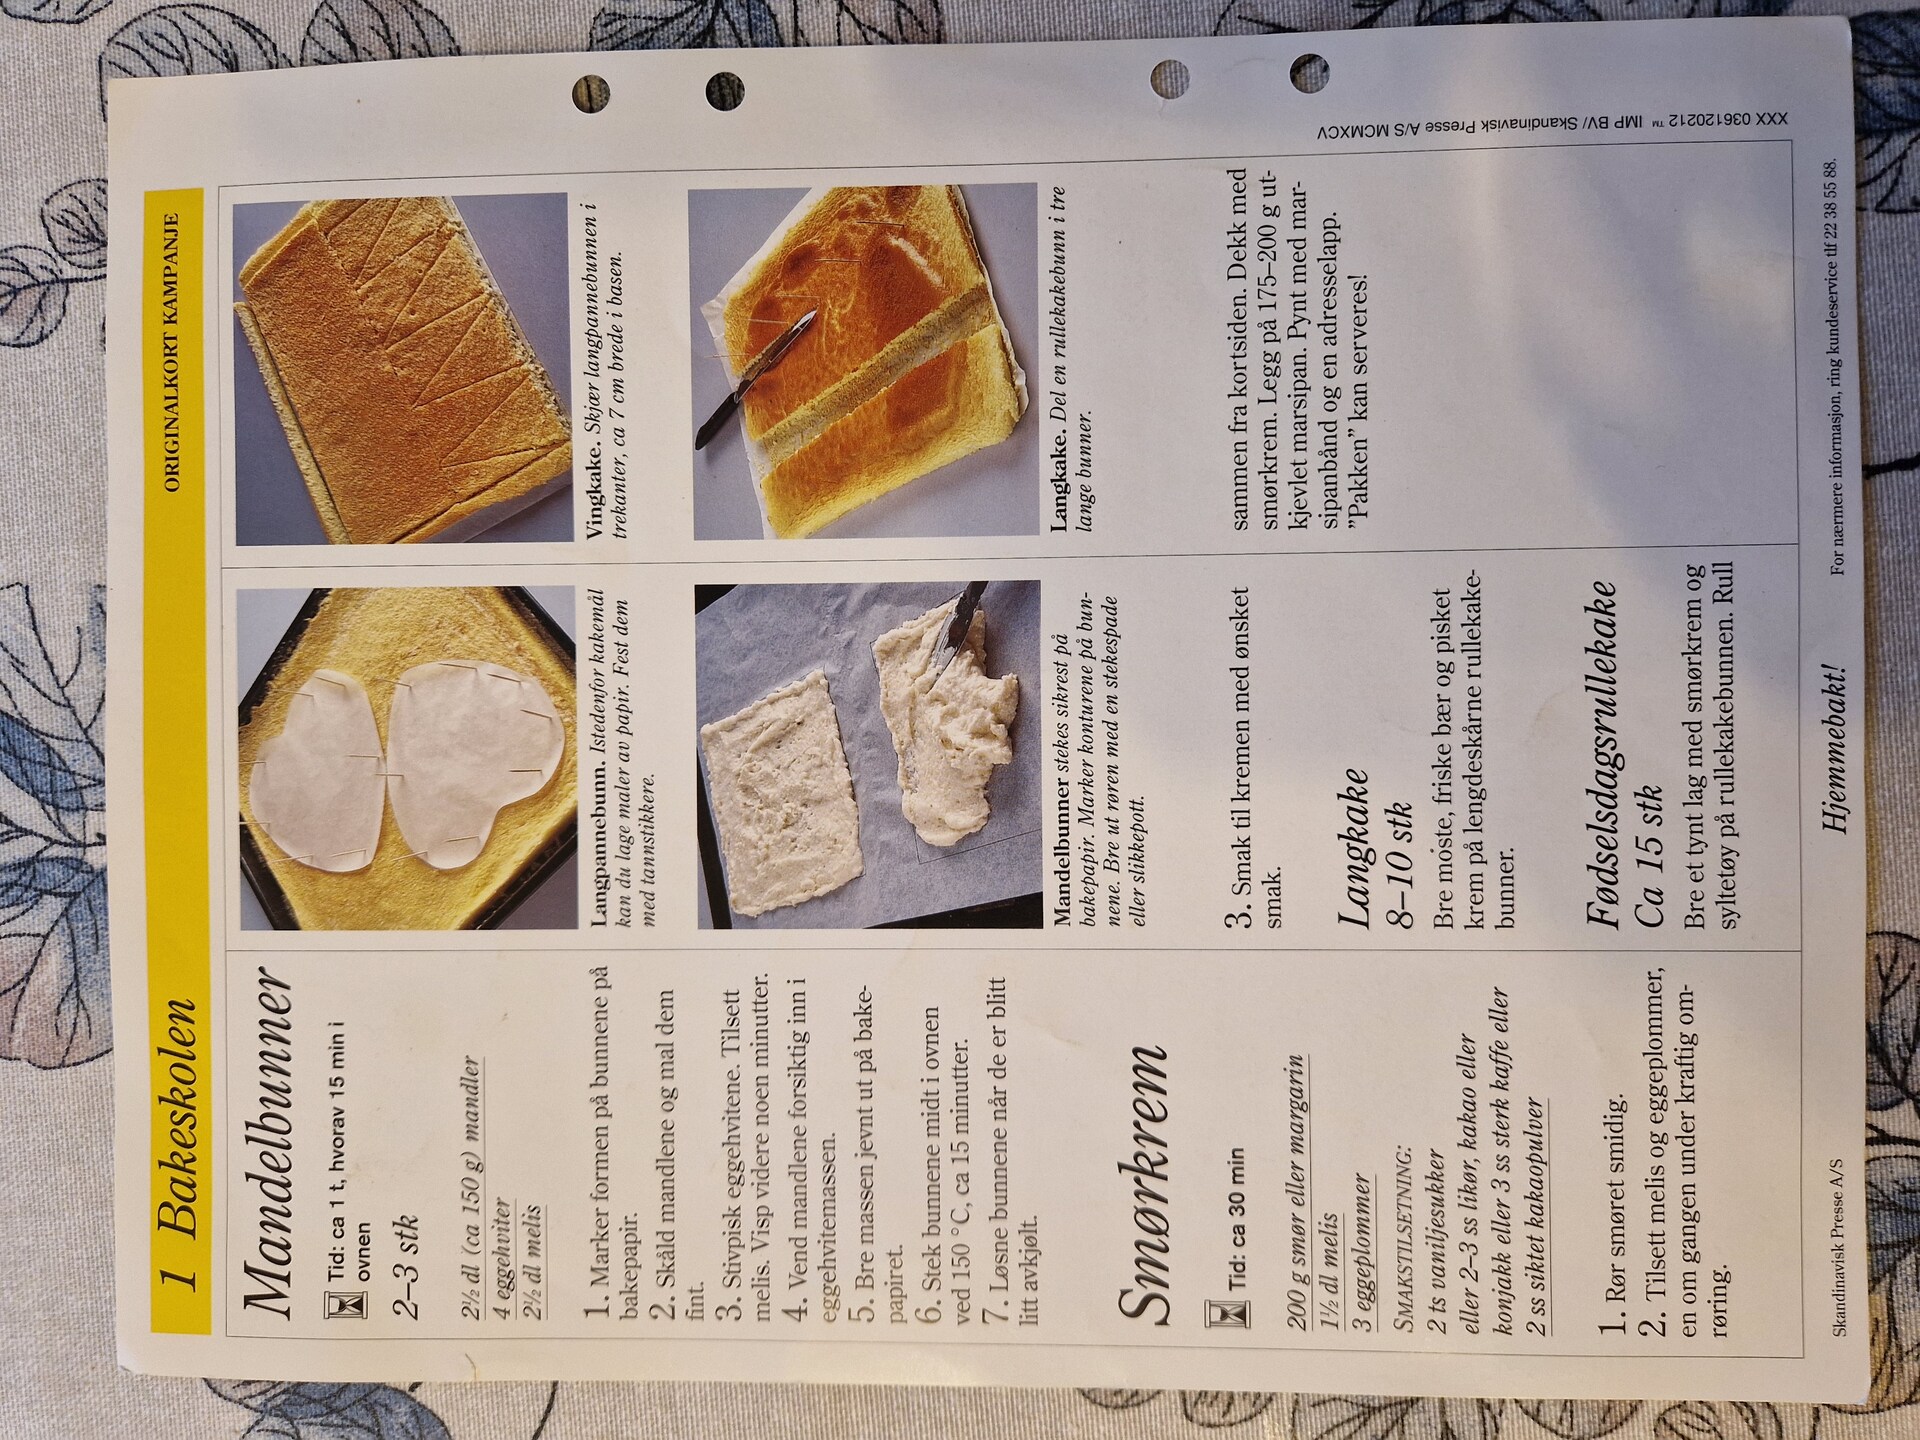 1 Bakeskolen
ORIGINALKORT KAMPANJE
Mandelbunner
Tid: ca 1 t, hvorav 15 min i
ovnen
2–3 stk
2½ dl (ca 150 g) mandler
4 eggehviter
2½ dl melis
1. Marker formen på bunnene på
bakepapir.
2. Skåld mandlene og mal dem
fint.
3. Stivpisk eggehvitene. Tilsett
melis. Visp videre noen minutter.
4. Vend mandlene forsiktig inn i
eggehvitemassen.
5. Bre massen jevnt ut på bake-
papiret.
6. Stek bunnene midt i ovnen
ved 150 °C, ca 15 minutter.
7. Løsne bunnene når de er blitt
litt avkjølt.
Smørkrem
Tid: ca 30 min
200 g smør eller margarin
1½ dl melis
3 eggeplommer
SMAKSTILSETNING:
2 ts vaniljesukker
eller 2–3 ss likør, kakao eller
konjakk eller 3 ss sterk kaffe eller
2 ss siktet kakaopulver
1. Rør smøret smidig.
2. Tilsett melis og eggeplommer,
en om gangen under kraftig om-
røring.
Langpannebunn. Istedenfor kakemål
kan du lage maler av papir. Fest dem
med tannstikkere.
Mandelbunner stekes sikrest på
bakepapir. Marker konturene på bun-
nene. Bre ut røren med en stekespade
eller slikkepott.
3. Smak til kremen med ønsket
smak.
Langkake
8–10 stk
Bre moste, friske bær og pisket
krem på lengdeskårne rullekake-
bunner.
Fødselsdagsrullekake
Ca 15 stk
Bre et tynt lag med smørkrem og
syltetøy på rullekakebunnen. Rull
Vingkake. Skjær langpannebunnen i
trekanter, ca 7 cm brede i basen.
Langkake. Del en rullekakebunn i tre
lange bunner.
sammen fra kortsiden. Dekk med
smørkrem. Legg på 175–200 g ut-
kjevlet marsipan. Pynt med mar-
sipanbånd og en adresselapp.
"Pakken" kan serveres!
XXX 036120212 ™ IMP BV/ Skandinavisk Presse A/S MCMXCV
Skandinavisk Presse A/S
Hjemmebakt!
For nærmere informasjon, ring kundeservice tlf 22 38 55 88.